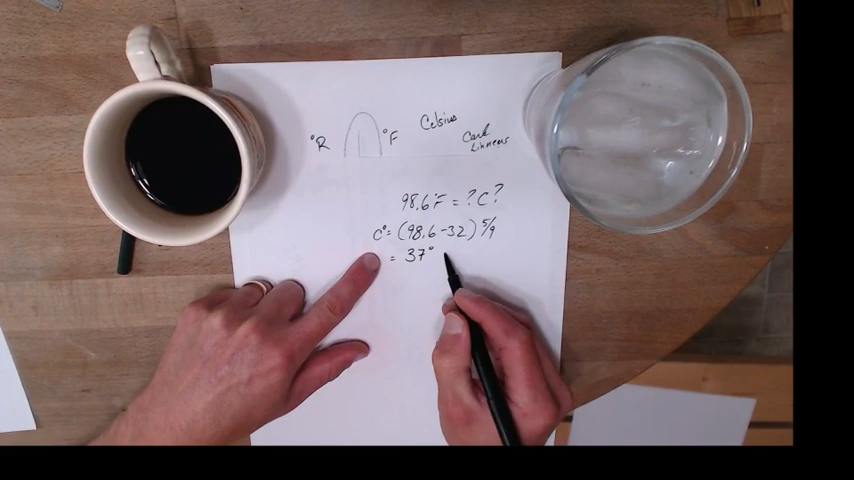 °R °F Celsius
Carl
Linneus
98.6°F = ? C?
C° = (98.6-32) 5/9
= 37°